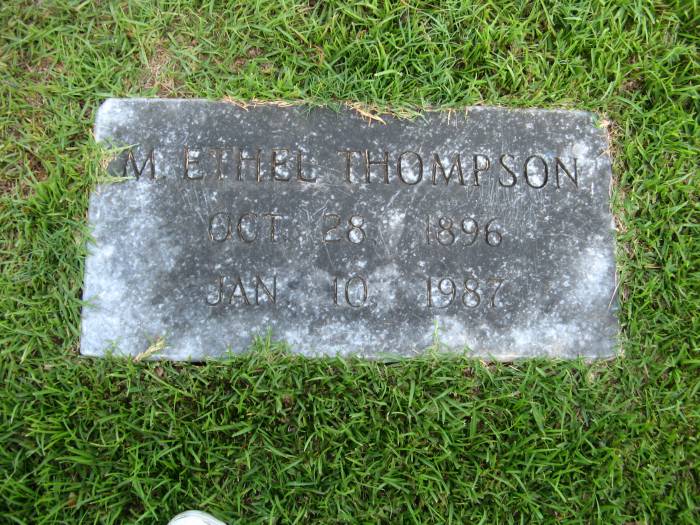 M. ETHEL THOMPSON
OCT 28 1896
JAN 10 1987